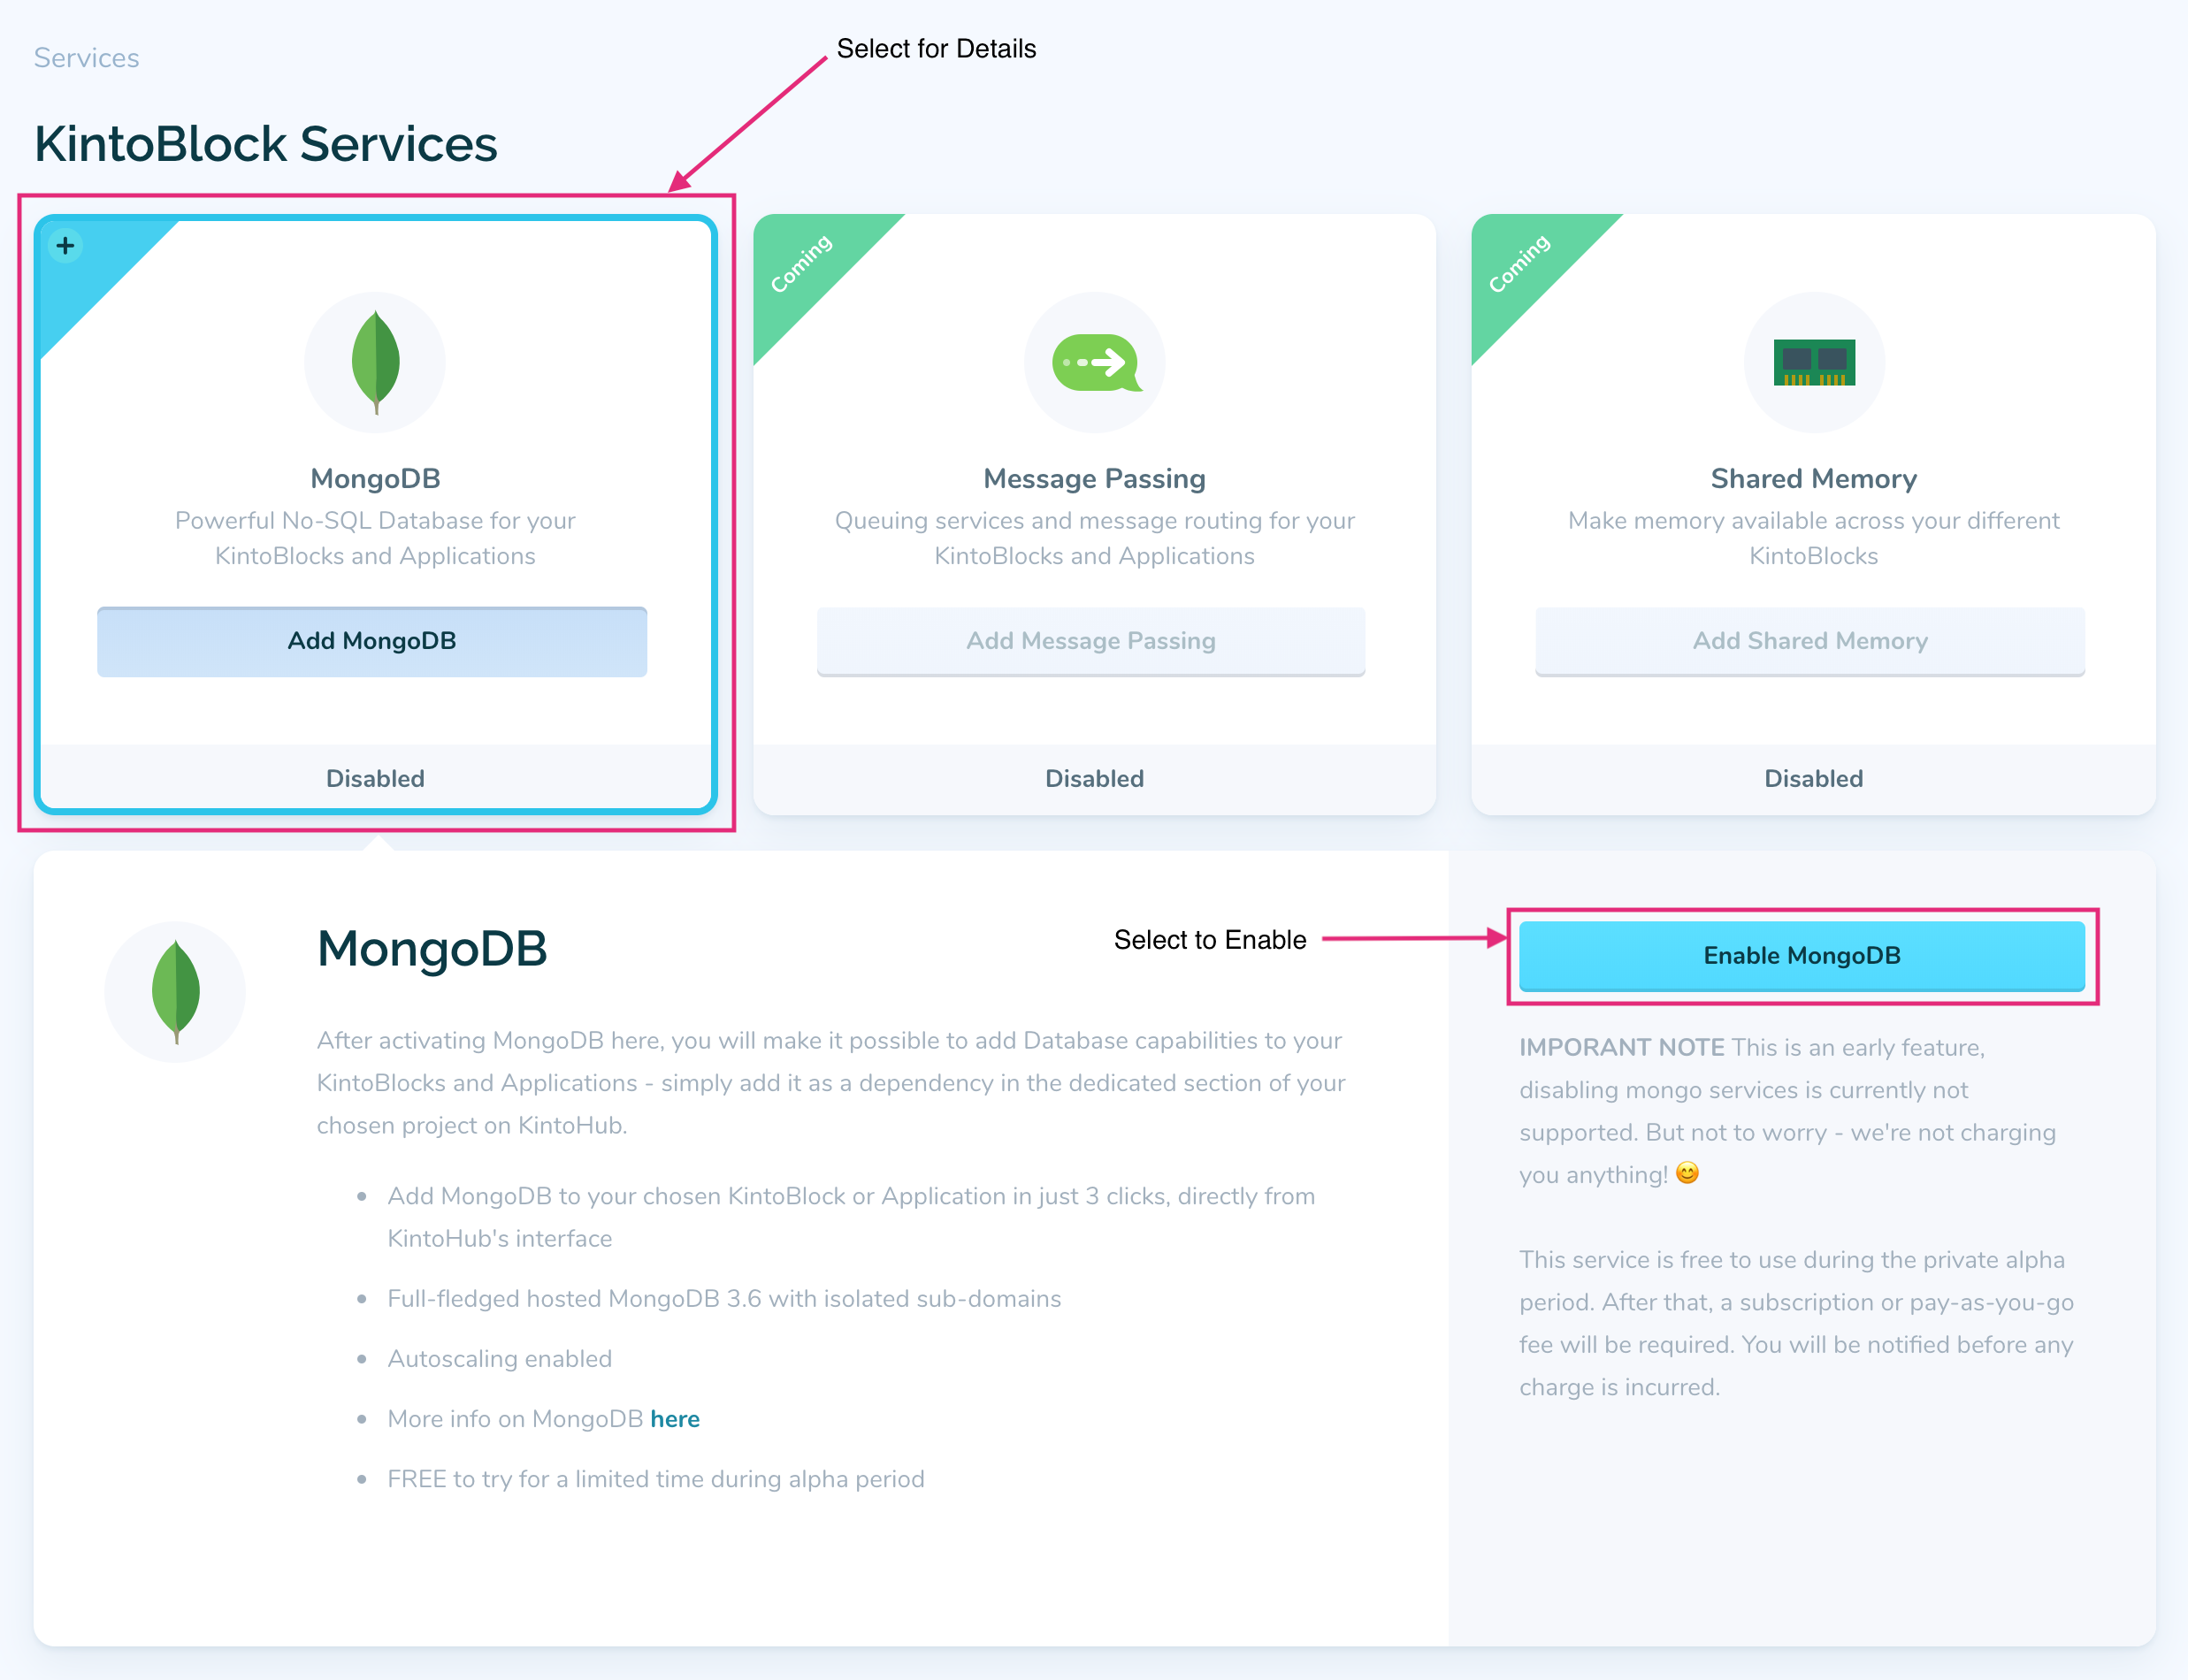 Select for Details
Services
KintoBlock Services
Coming
Coming
MongoDB
Powerful No-SQL Database for your
KintoBlocks and Applications
Add MongoDB
Disabled
Message Passing
Queuing services and message routing for your
KintoBlocks and Applications
Add Message Passing
Disabled
Shared Memory
Make memory available across your different
KintoBlocks
Add Shared Memory
Disabled
MongoDB
After activating MongoDB here, you will make it possible to add Database capabilities to your
KintoBlocks and Applications - simply add it as a dependency in the dedicated section of your
chosen project on KintoHub.
• Add MongoDB to your chosen KintoBlock or Application in just 3 clicks, directly from
KintoHub's interface
• Full-fledged hosted MongoDB 3.6 with isolated sub-domains
• Autoscaling enabled
• More info on MongoDB here
• FREE to try for a limited time during alpha period
Select to Enable
Enable MongoDB
IMPORANT NOTE This is an early feature,
disabling mongo services is currently not
supported. But not to worry - we're not charging
you anything! 😊
This service is free to use during the private alpha
period. After that, a subscription or pay-as-you-go
fee will be required. You will be notified before any
charge is incurred.